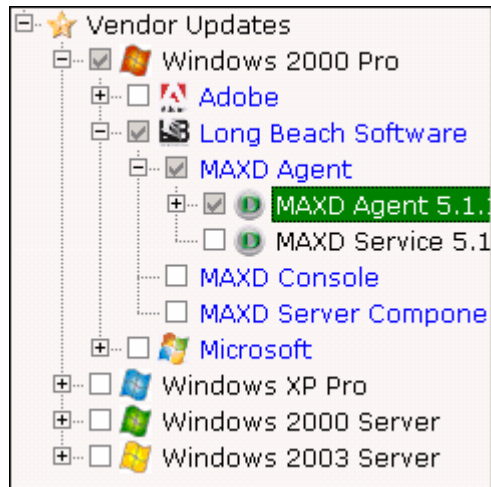 Vendor Updates
Windows 2000 Pro
Adobe
Long Beach Software
MAXD Agent
MAXD Agent 5.1.1
MAXD Service 5.1
MAXD Console
MAXD Server Compone
Microsoft
Windows XP Pro
Windows 2000 Server
Windows 2003 Server